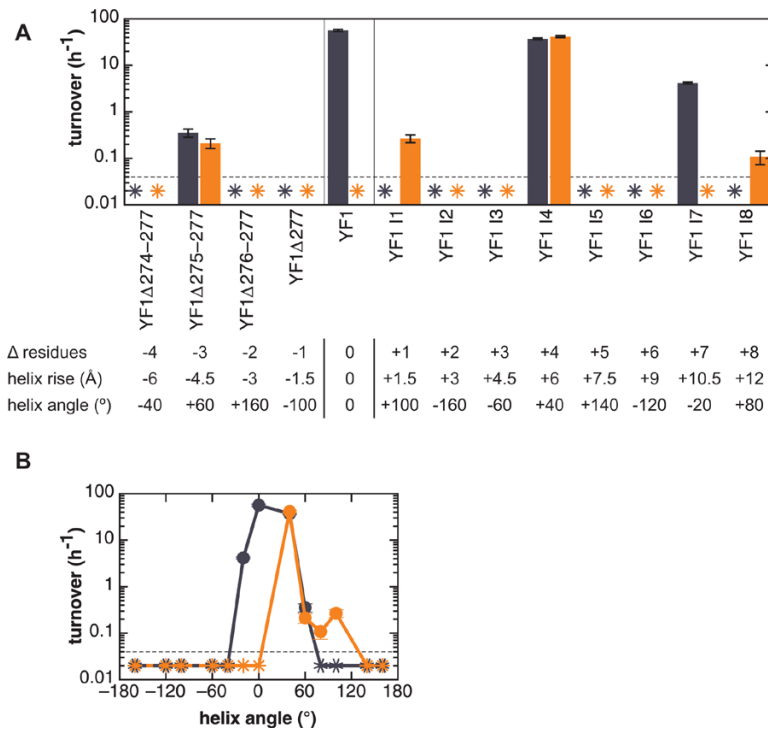 A
turnover (h⁻¹)
100
10
1
0.1
0.01
YF1Δ274–277
YF1Δ275–277
YF1Δ276–277
YF1Δ277
YF1
YF1 I1
YF1 I2
YF1 I3
YF1 I4
YF1 I5
YF1 I6
YF1 I7
YF1 I8
Δ residues -4 -3 -2 -1 0 +1 +2 +3 +4 +5 +6 +7 +8
helix rise (Å) -6 -4.5 -3 -1.5 0 +1.5 +3 +4.5 +6 +7.5 +9 +10.5 +12
helix angle (º) -40 +60 +160 -100 0 +100 -160 -60 +40 +140 -120 -20 +80
B
turnover (h⁻¹)
100
10
1
0.1
0.01
−180 −120 −60 0 60 120 180
helix angle (°)